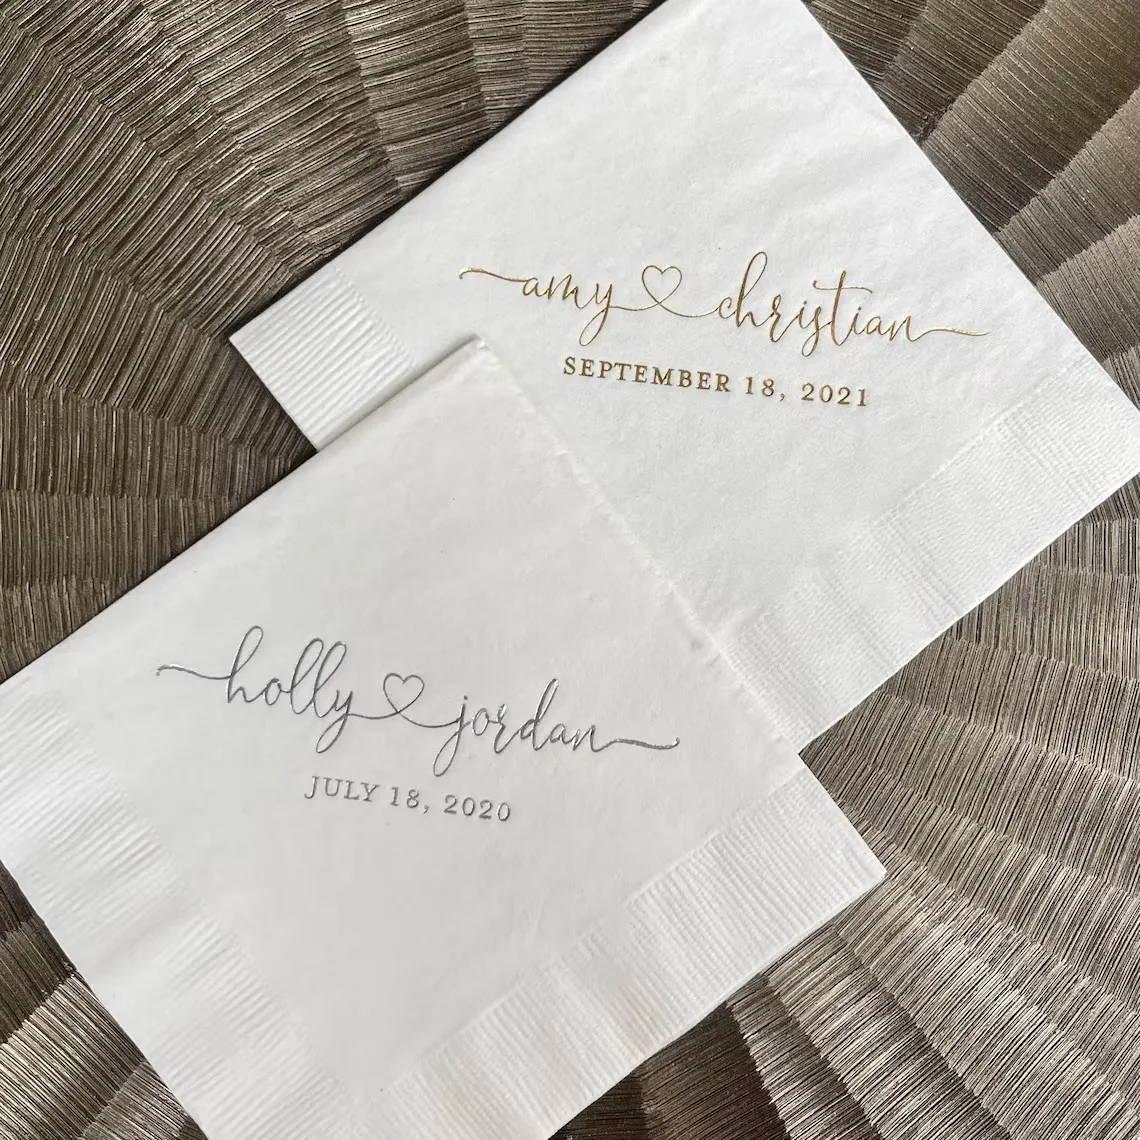 amy christian
SEPTEMBER 18, 2021
holly jordan
JULY 18, 2020